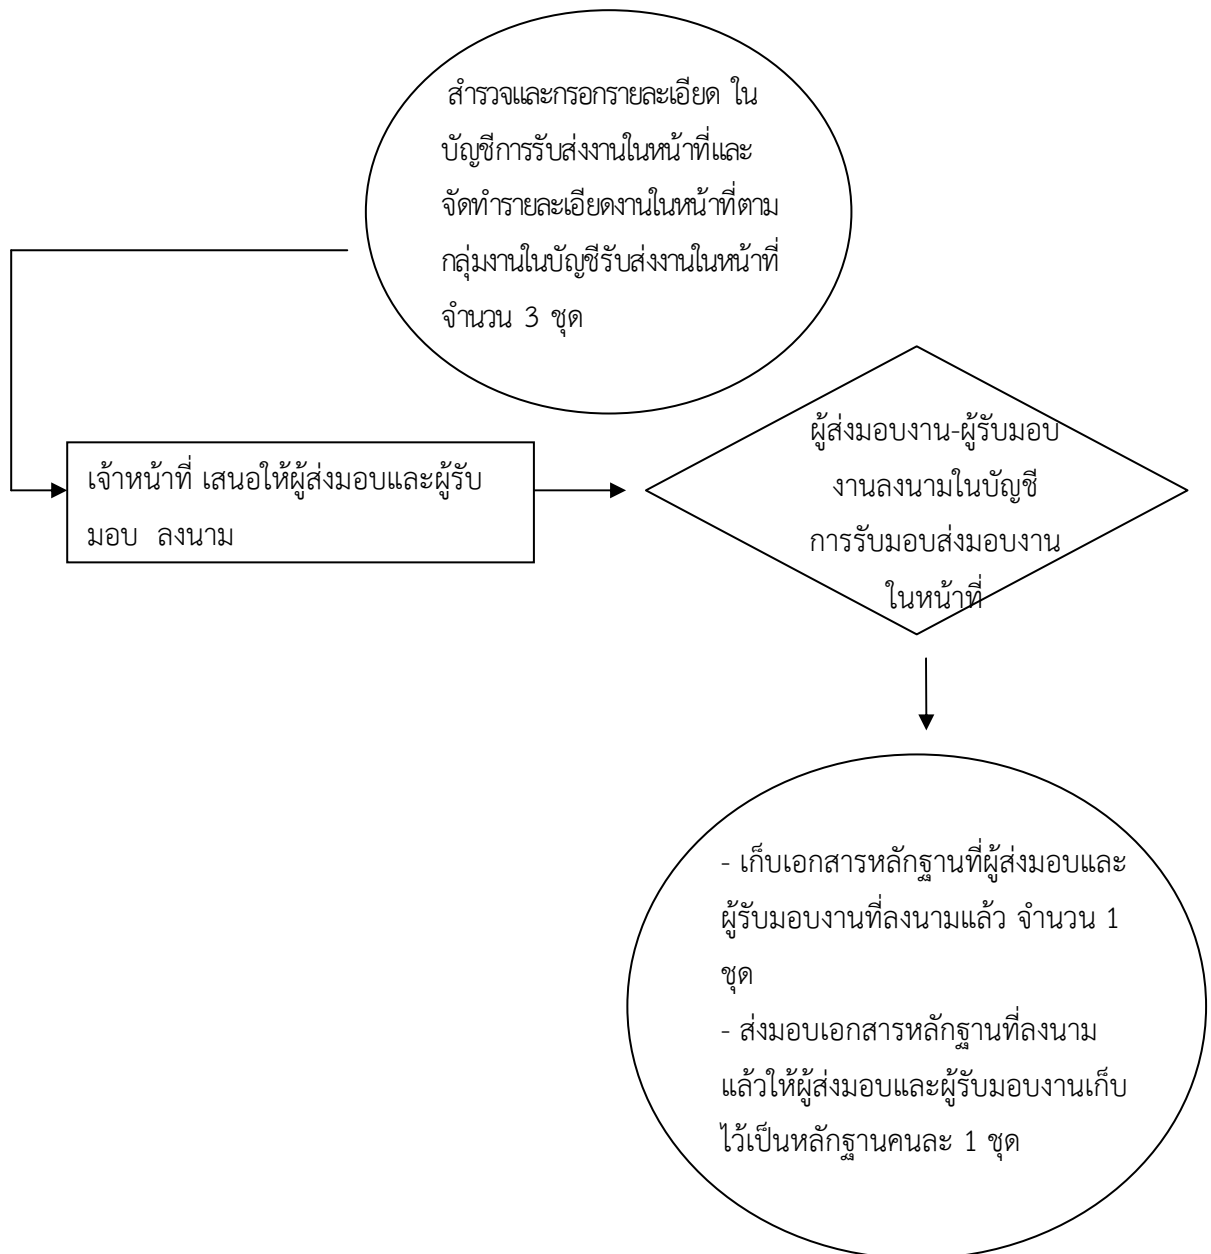 สำรวจและกรอกรายละเอียด ใน
บัญชีการรับส่งงานในหน้าที่และ
จัดทำรายละเอียดงานในหน้าที่ตาม
กลุ่มงานในบัญชีรับส่งงานในหน้าที่
จำนวน 3 ชุด
เจ้าหน้าที่ เสนอให้ผู้ส่งมอบและผู้รับ
มอบ ลงนาม
ผู้ส่งมอบงาน-ผู้รับมอบ
งานลงนามในบัญชี
การรับมอบส่งมอบงาน
ในหน้าที่
- เก็บเอกสารหลักฐานที่ผู้ส่งมอบและ
ผู้รับมอบงานที่ลงนามแล้ว จำนวน 1
ชุด
- ส่งมอบเอกสารหลักฐานที่ลงนาม
แล้วให้ผู้ส่งมอบและผู้รับมอบงานเก็บ
ไว้เป็นหลักฐานคนละ 1 ชุด